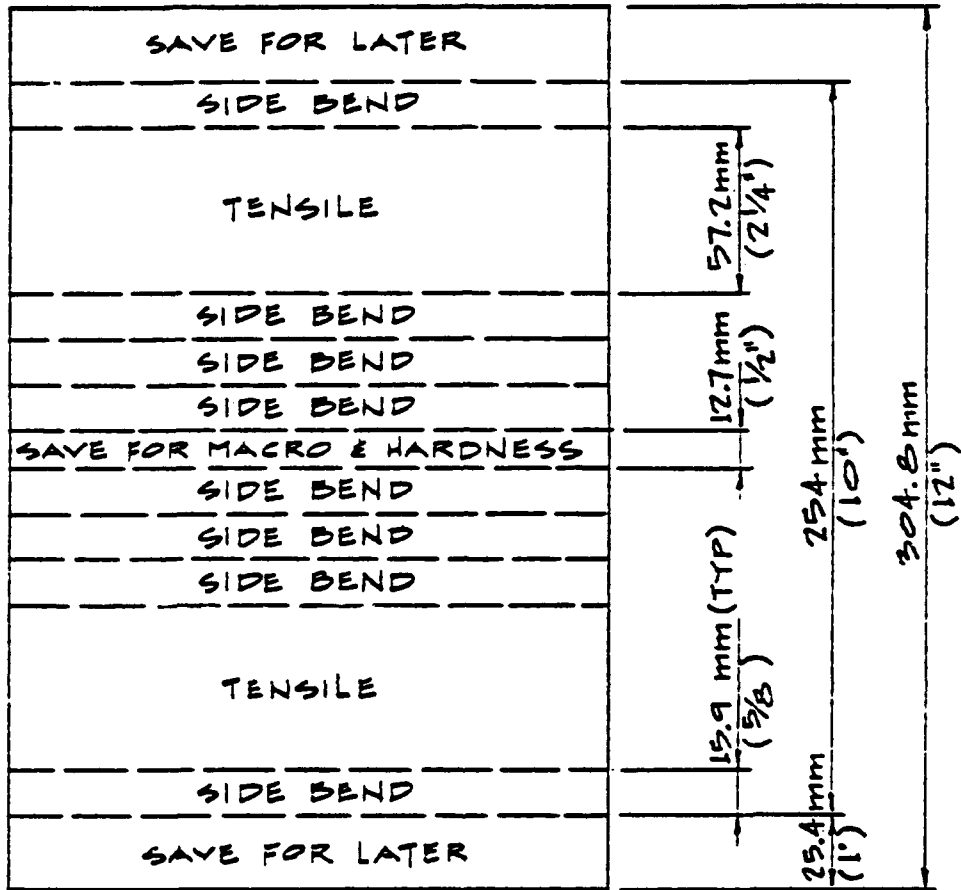 SAVE FOR LATER
SIDE BEND
TENSILE
SIDE BEND
SIDE BEND
SIDE BEND
SAVE FOR MACRO & HARDNESS
SIDE BEND
SIDE BEND
SIDE BEND
TENSILE
SIDE BEND
SAVE FOR LATER
57.2mm
(2 1/4")
12.7mm
(1/2")
15.9 mm (TYP)
(5/8)
254 mm
(10")
25.4mm
(1")
304.8mm
(12")